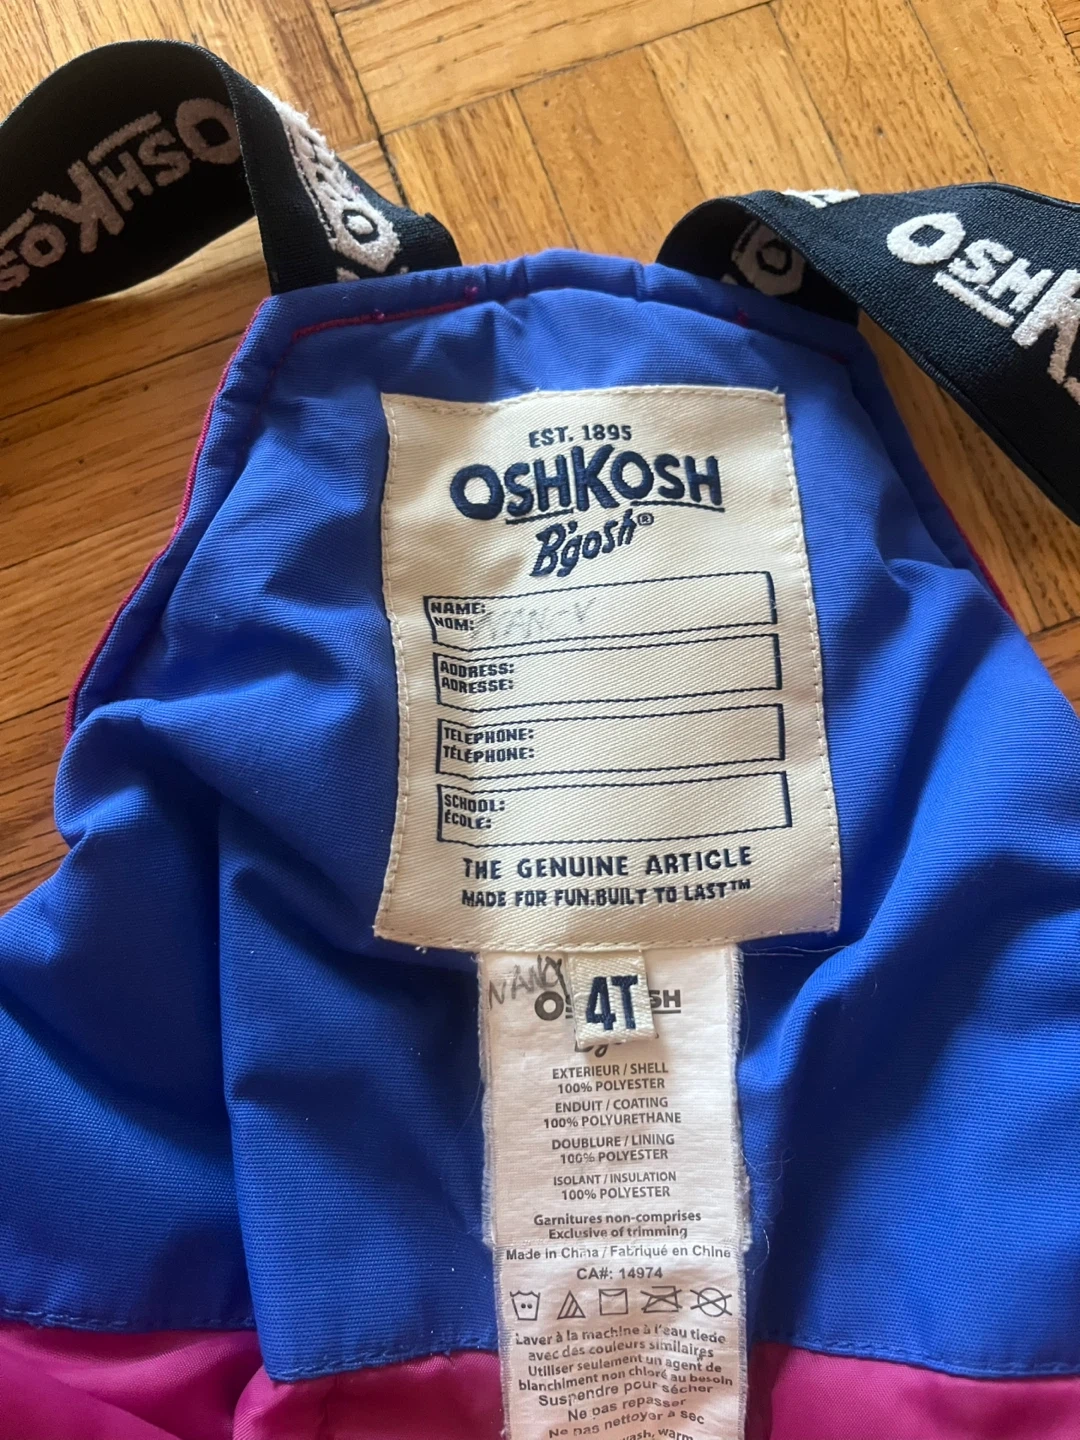 OSHKOSH
OSHKOSH
EST. 1895
OSHKOSH
B'gosh®
NAME:
NOM:
ADDRESS:
ADRESSE:
TELEPHONE:
TÉLÉPHONE:
SCHOOL:
ÉCOLE:
THE GENUINE ARTICLE
MADE FOR FUN.BUILT TO LAST™
NANCY
4T
SH
EXTERIEUR / SHELL
100% POLYESTER
ENDUIT / COATING
100% POLYURETHANE
DOUBLURE / LINING
100% POLYESTER
ISOLANT / INSULATION
100% POLYESTER
Garnitures non-comprises
Exclusive of trimming
Made in China / Fabriqué en Chine
CA#: 14974
Laver à la machine à l'eau tiede
avec des couleurs similaires
Utiliser seulement un agent de
blanchiment non chloré au besoin
Suspendre pour sécher
Ne pas repasser
Ne pas nettoyer a sec
wash, warm